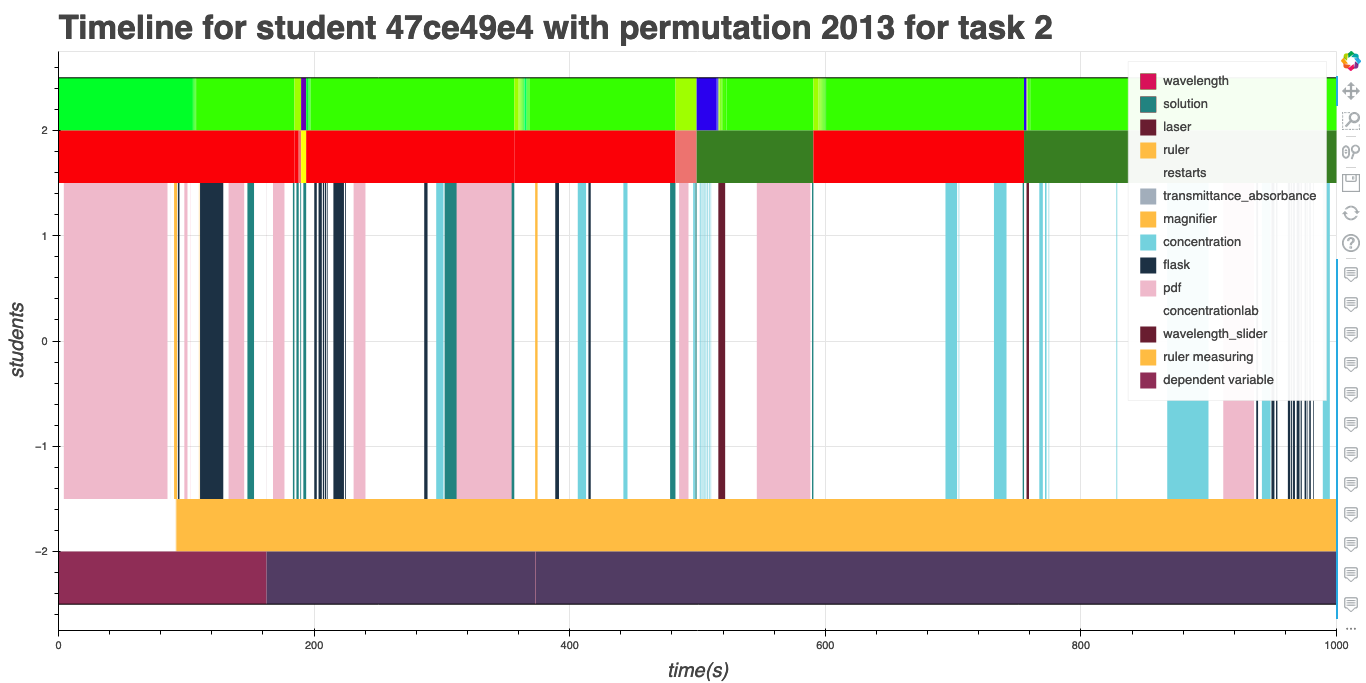 Timeline for student 47ce49e4 with permutation 2013 for task 2
wavelength
solution
laser
ruler
restarts
transmittance_absorbance
magnifier
concentration
flask
pdf
concentrationlab
wavelength_slider
ruler measuring
dependent variable
students
2
1
0
−1
−2
0 200 400 600 800 1000
time(s)